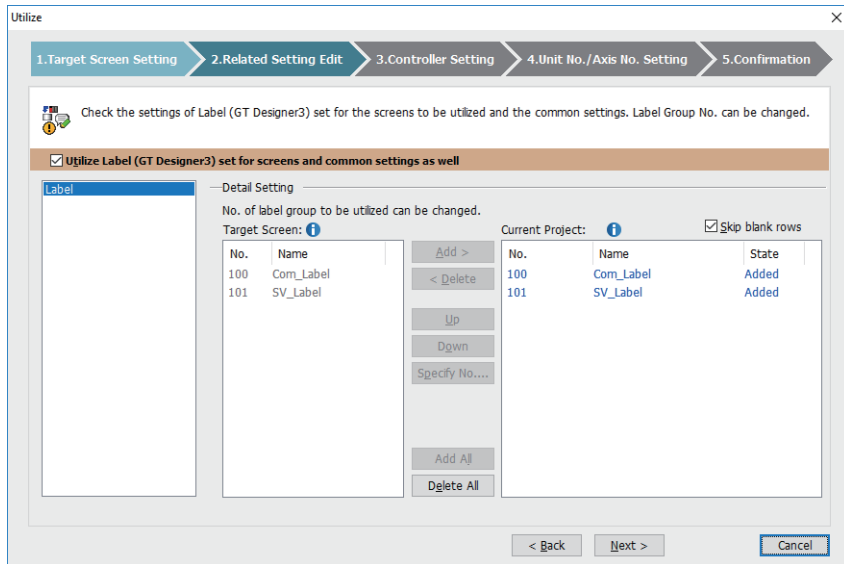 Utilize
1.Target Screen Setting 2.Related Setting Edit 3.Controller Setting 4.Unit No./Axis No. Setting 5.Confirmation
Check the settings of Label (GT Designer3) set for the screens to be utilized and the common settings. Label Group No. can be changed.
Utilize Label (GT Designer3) set for screens and common settings as well
Label
Detail Setting
No. of label group to be utilized can be changed.
Target Screen:
No. Name
100 Com_Label
101 SV_Label
Add >
< Delete
Up
Down
Specify No....
Add All
Delete All
Current Project:
Skip blank rows
No. Name State
100 Com_Label Added
101 SV_Label Added
< Back Next > Cancel